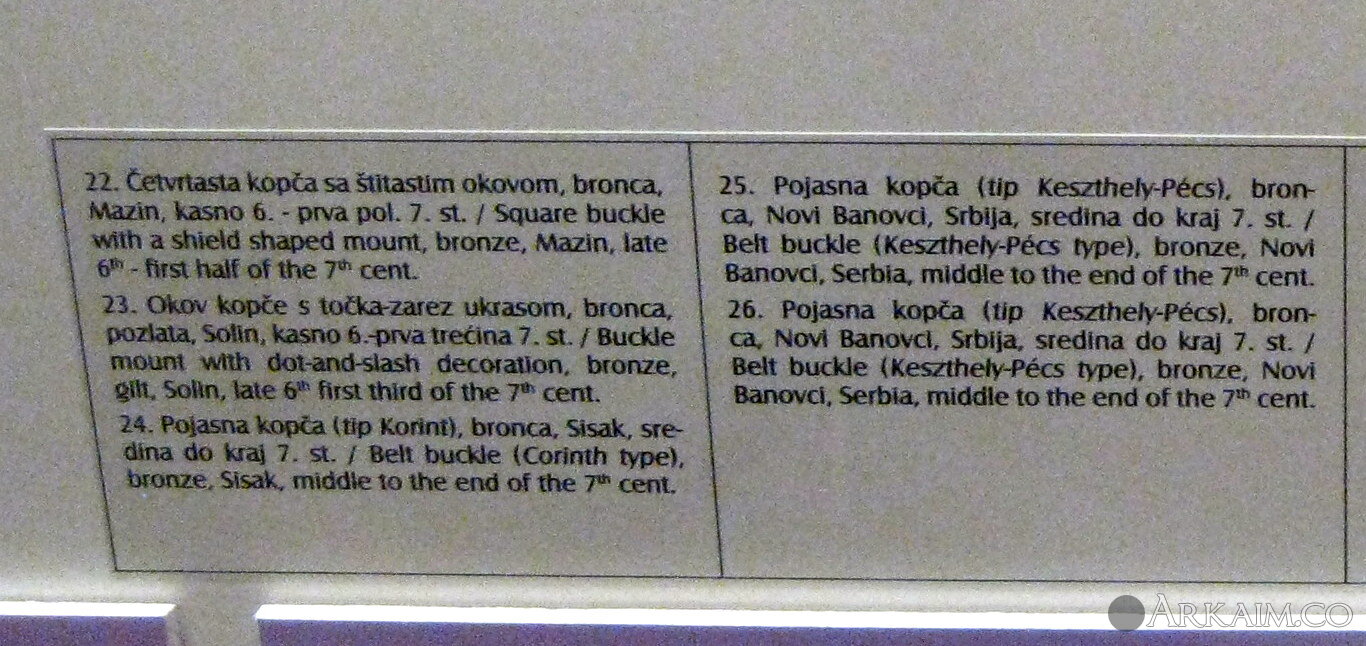 22. Četvrtasta kopča sa štitastim okovom, bronca,
Mazin, kasno 6. - prva pol. 7. st. / Square buckle
with a shield shaped mount, bronze, Mazin, late
6th - first half of the 7th cent.
23. Okov kopče s točka-zarez ukrasom, bronca,
pozlata, Solin, kasno 6.-prva trećina 7. st. / Buckle
mount with dot-and-slash decoration, bronze,
gilt, Solin, late 6th first third of the 7th cent.
24. Pojasna kopča (tip Korint), bronca, Sisak, sre-
dina do kraj 7. st. / Belt buckle (Corinth type),
bronze, Sisak, middle to the end of the 7th cent.
25. Pojasna kopča (tip Keszthely-Pécs), bron-
ca, Novi Banovci, Srbija, sredina do kraj 7. st. /
Belt buckle (Keszthely-Pécs type), bronze, Novi
Banovci, Serbia, middle to the end of the 7th cent.
26. Pojasna kopča (tip Keszthely-Pécs), bron-
ca, Novi Banovci, Srbija, sredina do kraj 7. st. /
Belt buckle (Keszthely-Pécs type), bronze, Novi
Banovci, Serbia, middle to the end of the 7th cent.
ARKAIM.CO